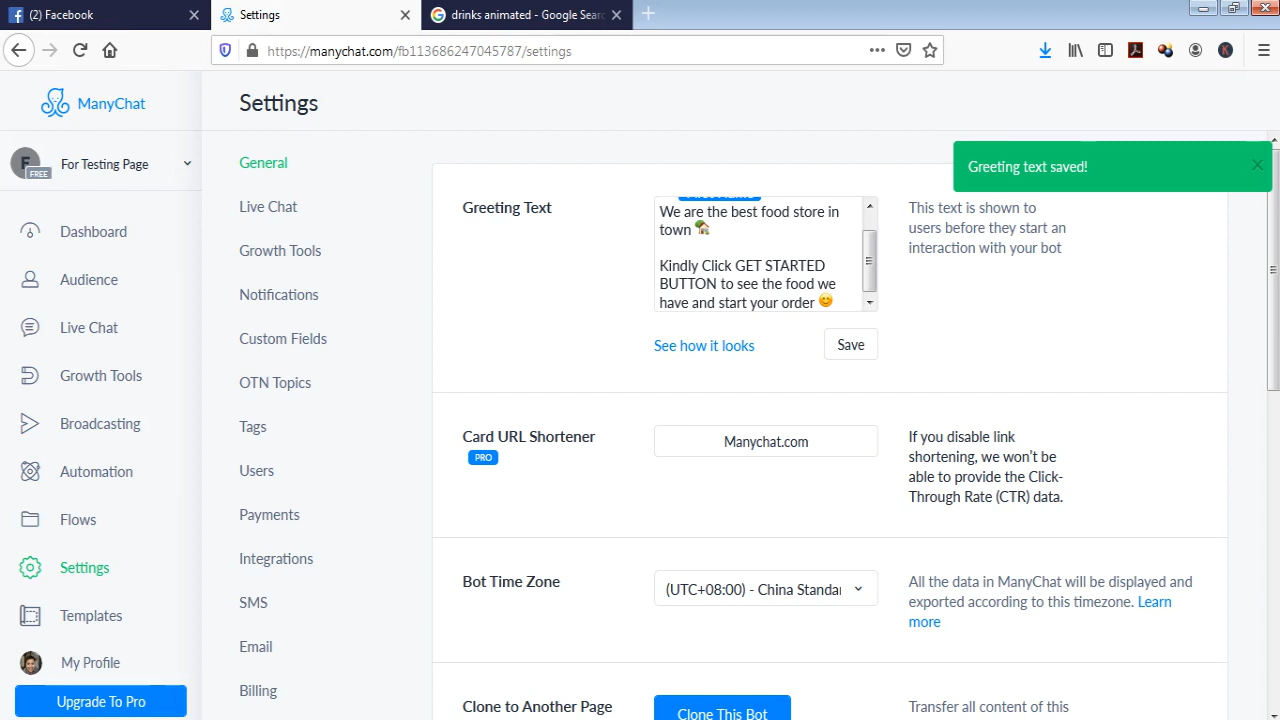 (2) Facebook
Settings
drinks animated - Google Sear
https://manychat.com/fb113686247045787/settings
K
ManyChat
Settings
F
FREE
For Testing Page
Dashboard
Audience
Live Chat
Growth Tools
Broadcasting
Automation
Flows
Settings
Templates
My Profile
Upgrade To Pro
General
Live Chat
Growth Tools
Notifications
Custom Fields
OTN Topics
Tags
Users
Payments
Integrations
SMS
Email
Billing
Greeting text saved!
Greeting Text
We are the best food store in
town 🏡
Kindly Click GET STARTED
BUTTON to see the food we
have and start your order 😊
See how it looks
Save
This text is shown to
users before they start an
interaction with your bot
Card URL Shortener
PRO
Manychat.com
If you disable link
shortening, we won't be
able to provide the Click-
Through Rate (CTR) data.
Bot Time Zone
(UTC+08:00) - China Standar
All the data in ManyChat will be displayed and
exported according to this timezone. Learn
more
Clone to Another Page
Clone This Bot
Transfer all content of this